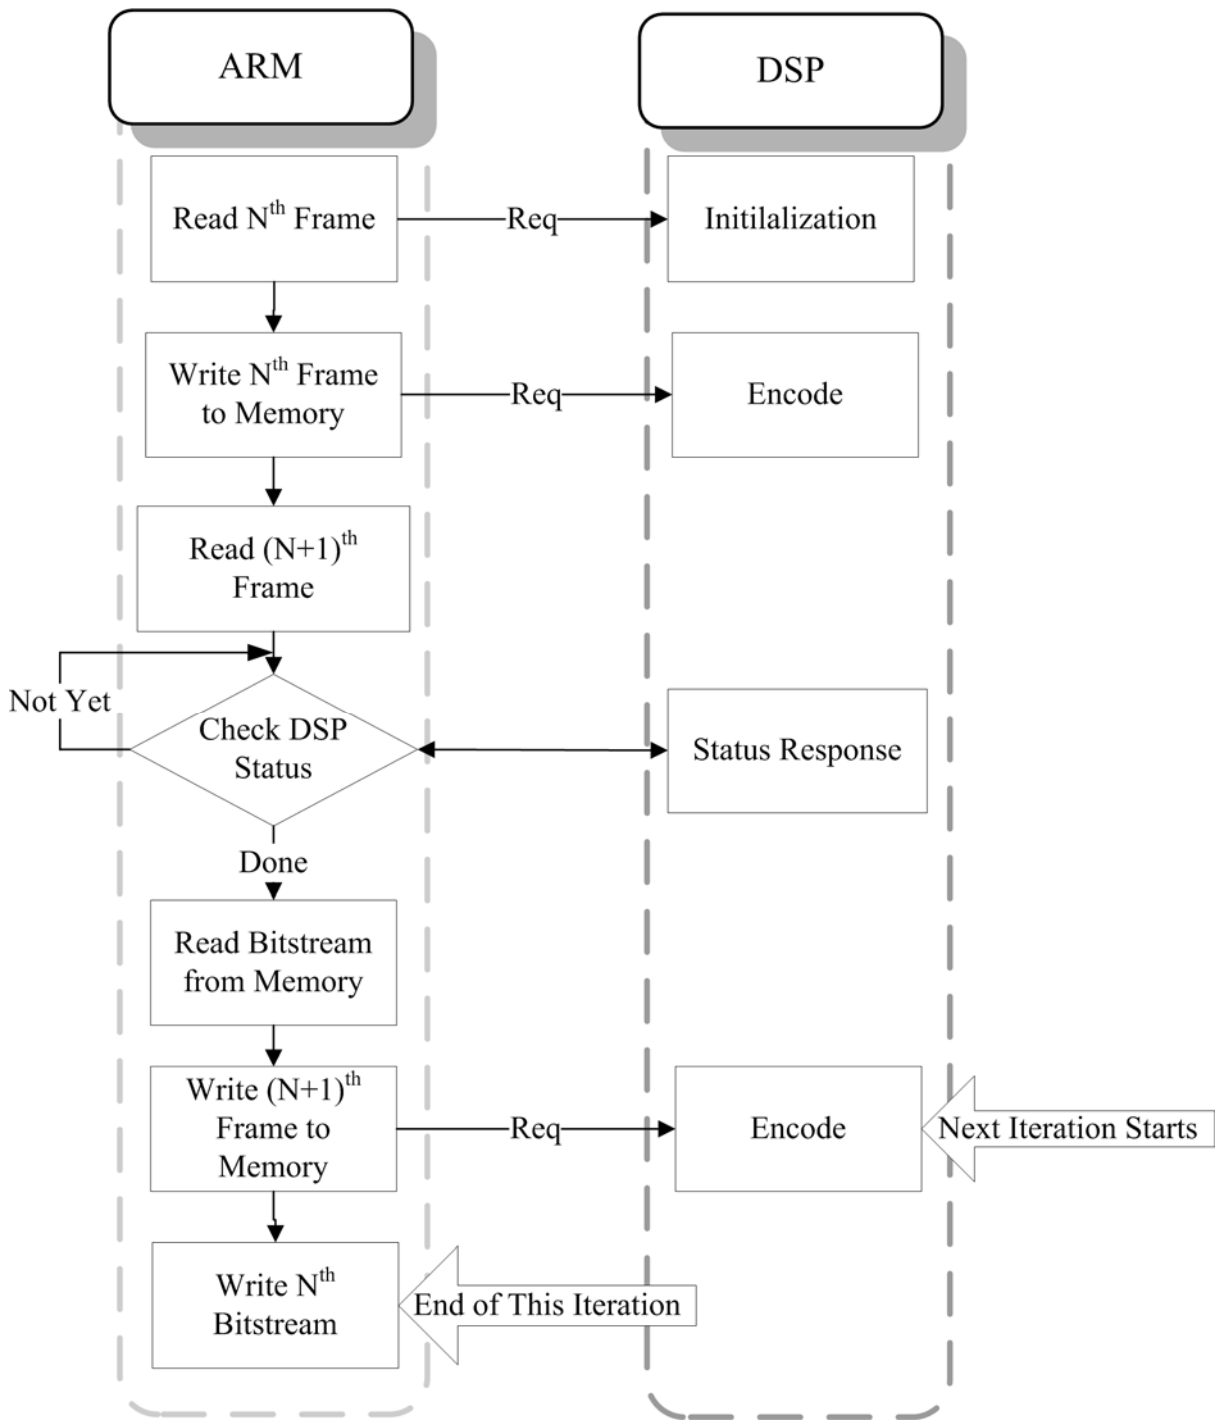 ARM
DSP
Read Nth Frame
Req
Initilalization
Write Nth Frame
to Memory
Req
Encode
Read (N+1)th
Frame
Not Yet
Check DSP
Status
Status Response
Done
Read Bitstream
from Memory
Write (N+1)th
Frame to
Memory
Req
Encode
Next Iteration Starts
Write Nth
Bitstream
End of This Iteration